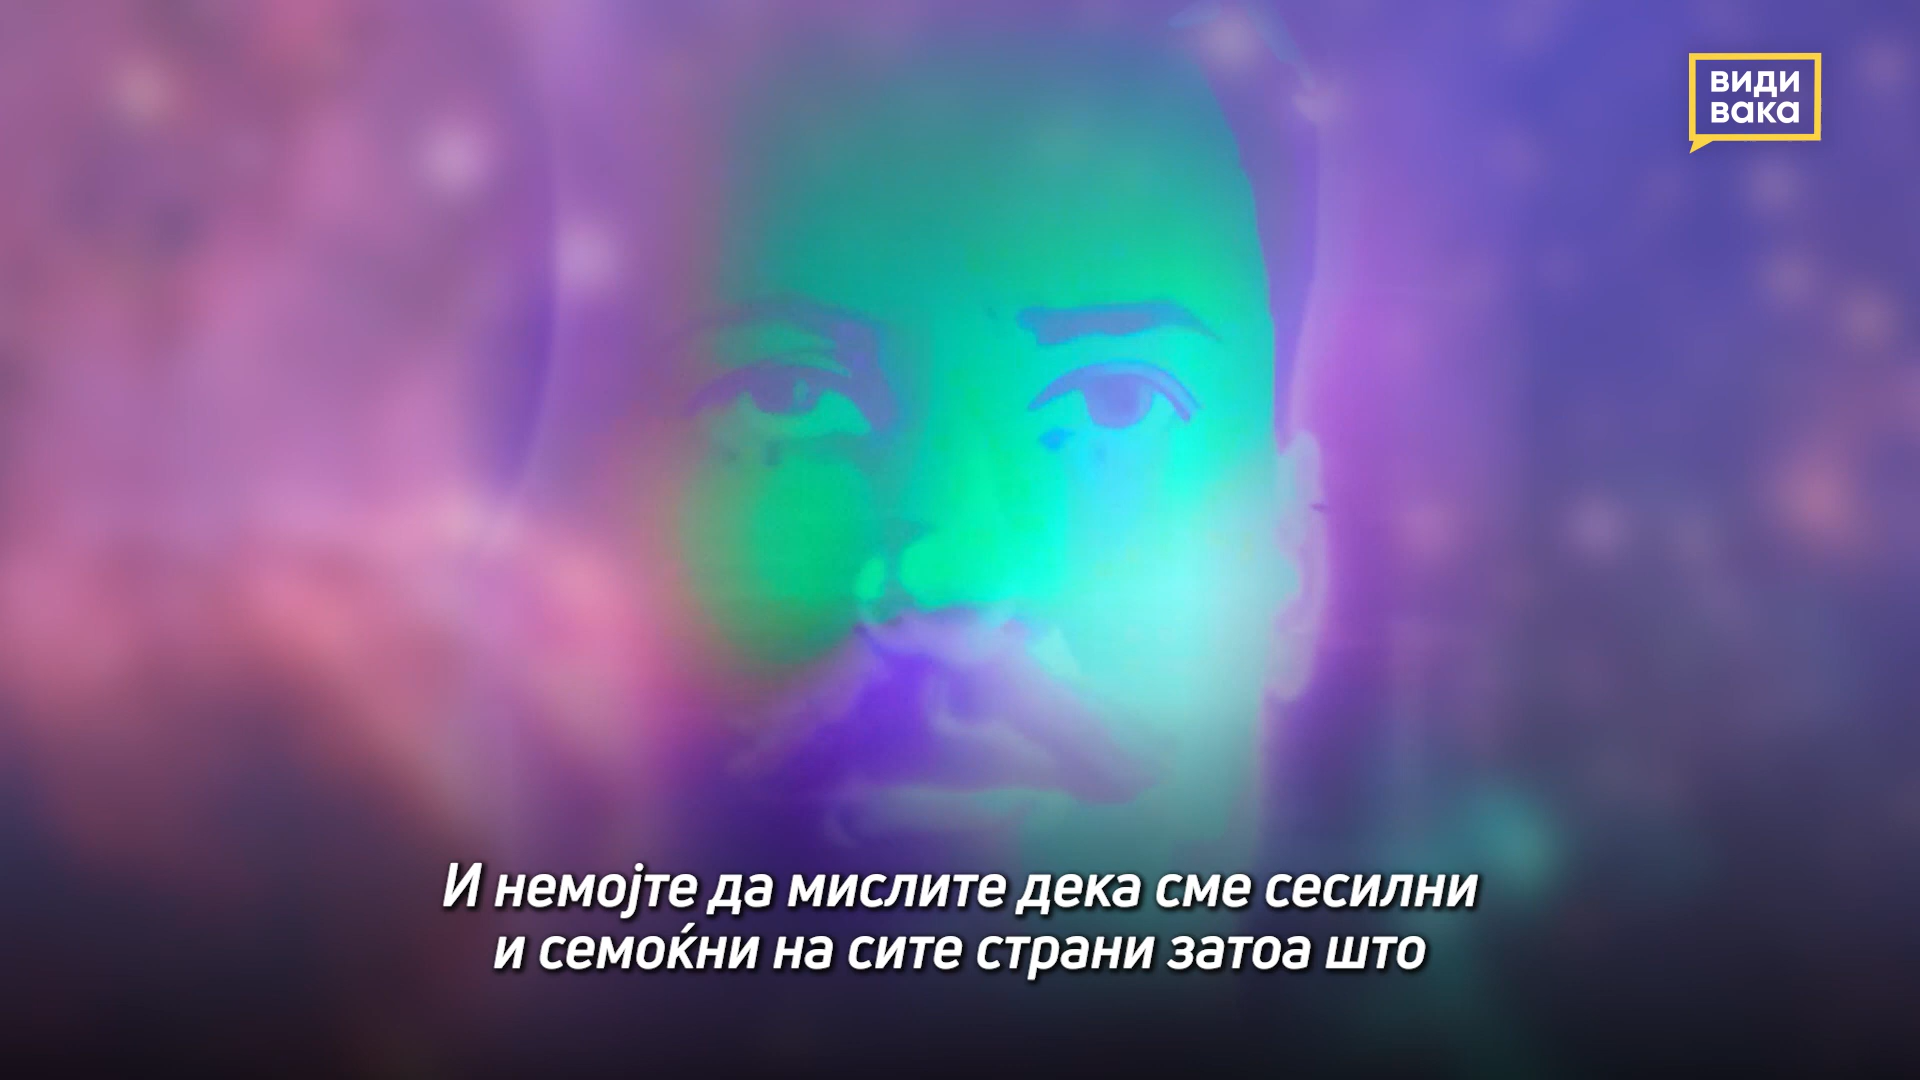 ВИДИ
ВАКА
И немојте да мислите дека сме сесилни
и семоќни на сите страни затоа што